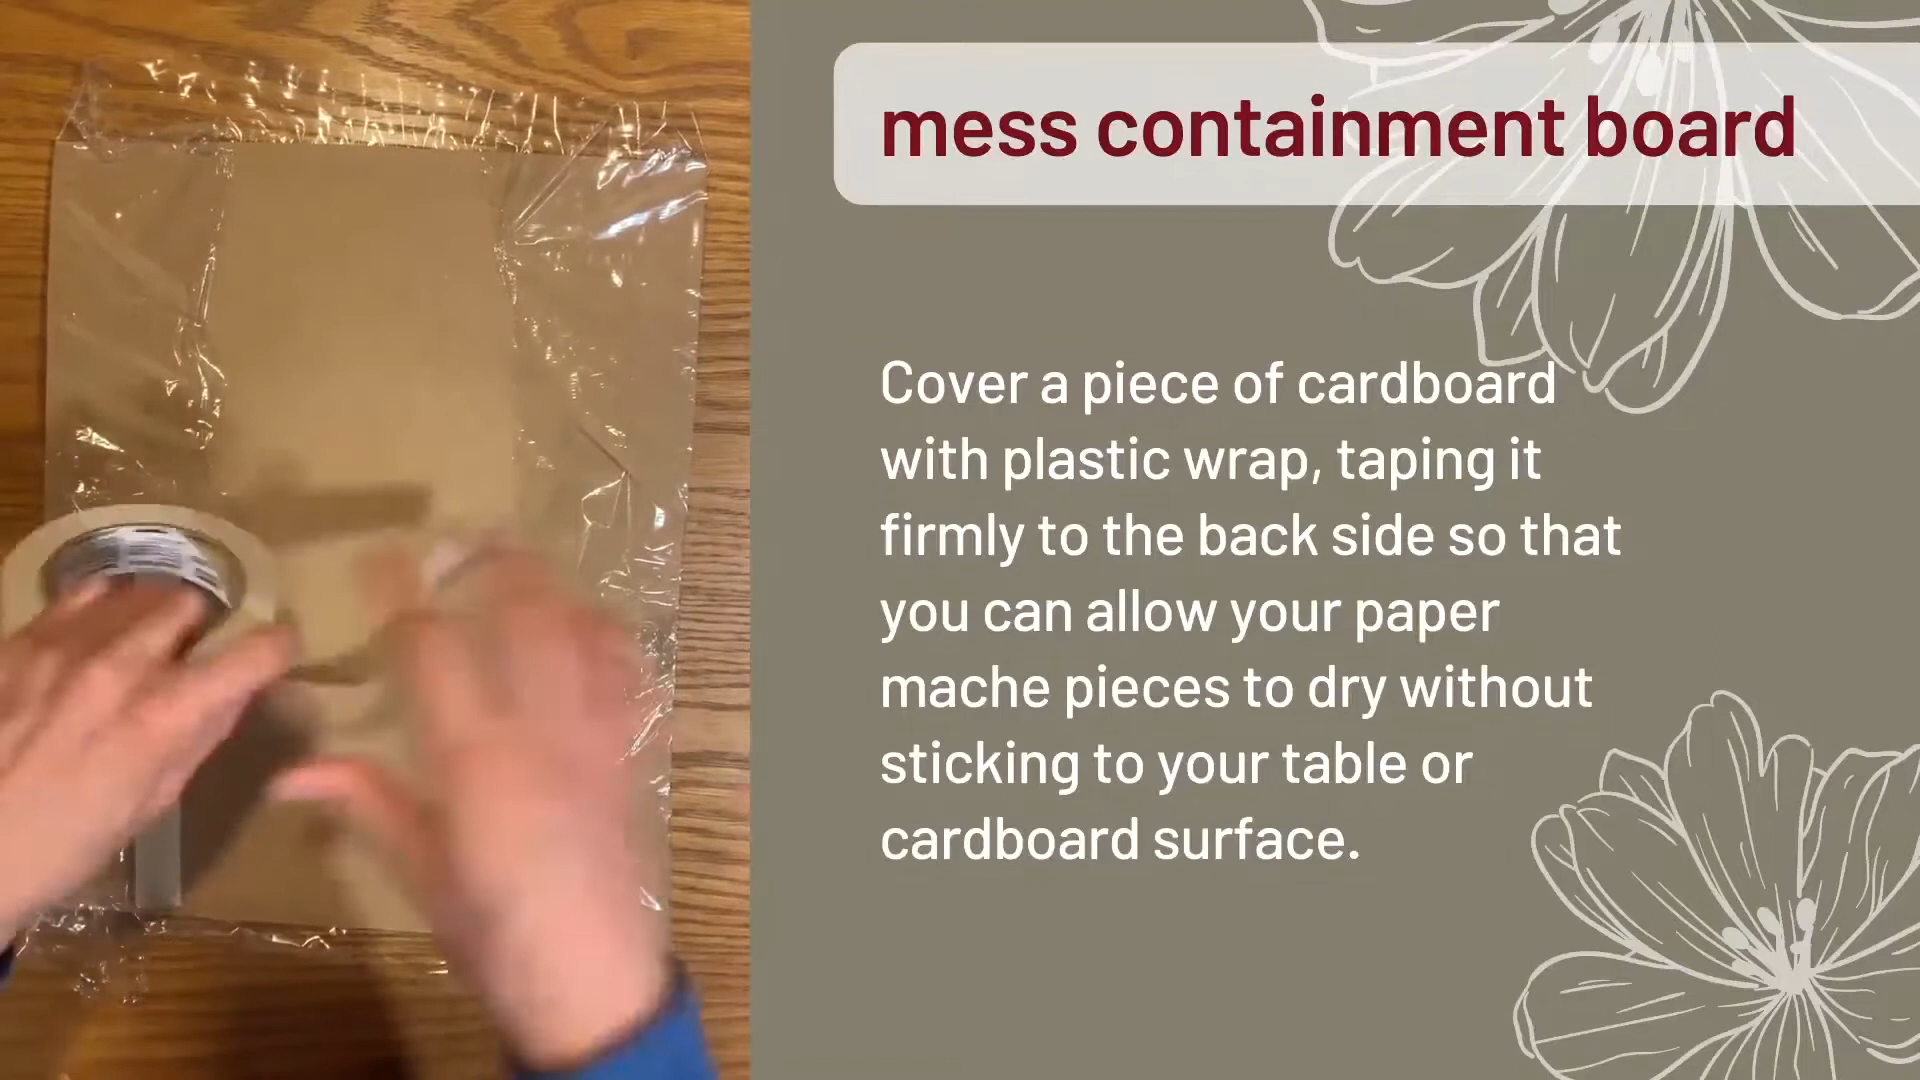 mess containment board
Cover a piece of cardboard
with plastic wrap, taping it
firmly to the back side so that
you can allow your paper
mache pieces to dry without
sticking to your table or
cardboard surface.